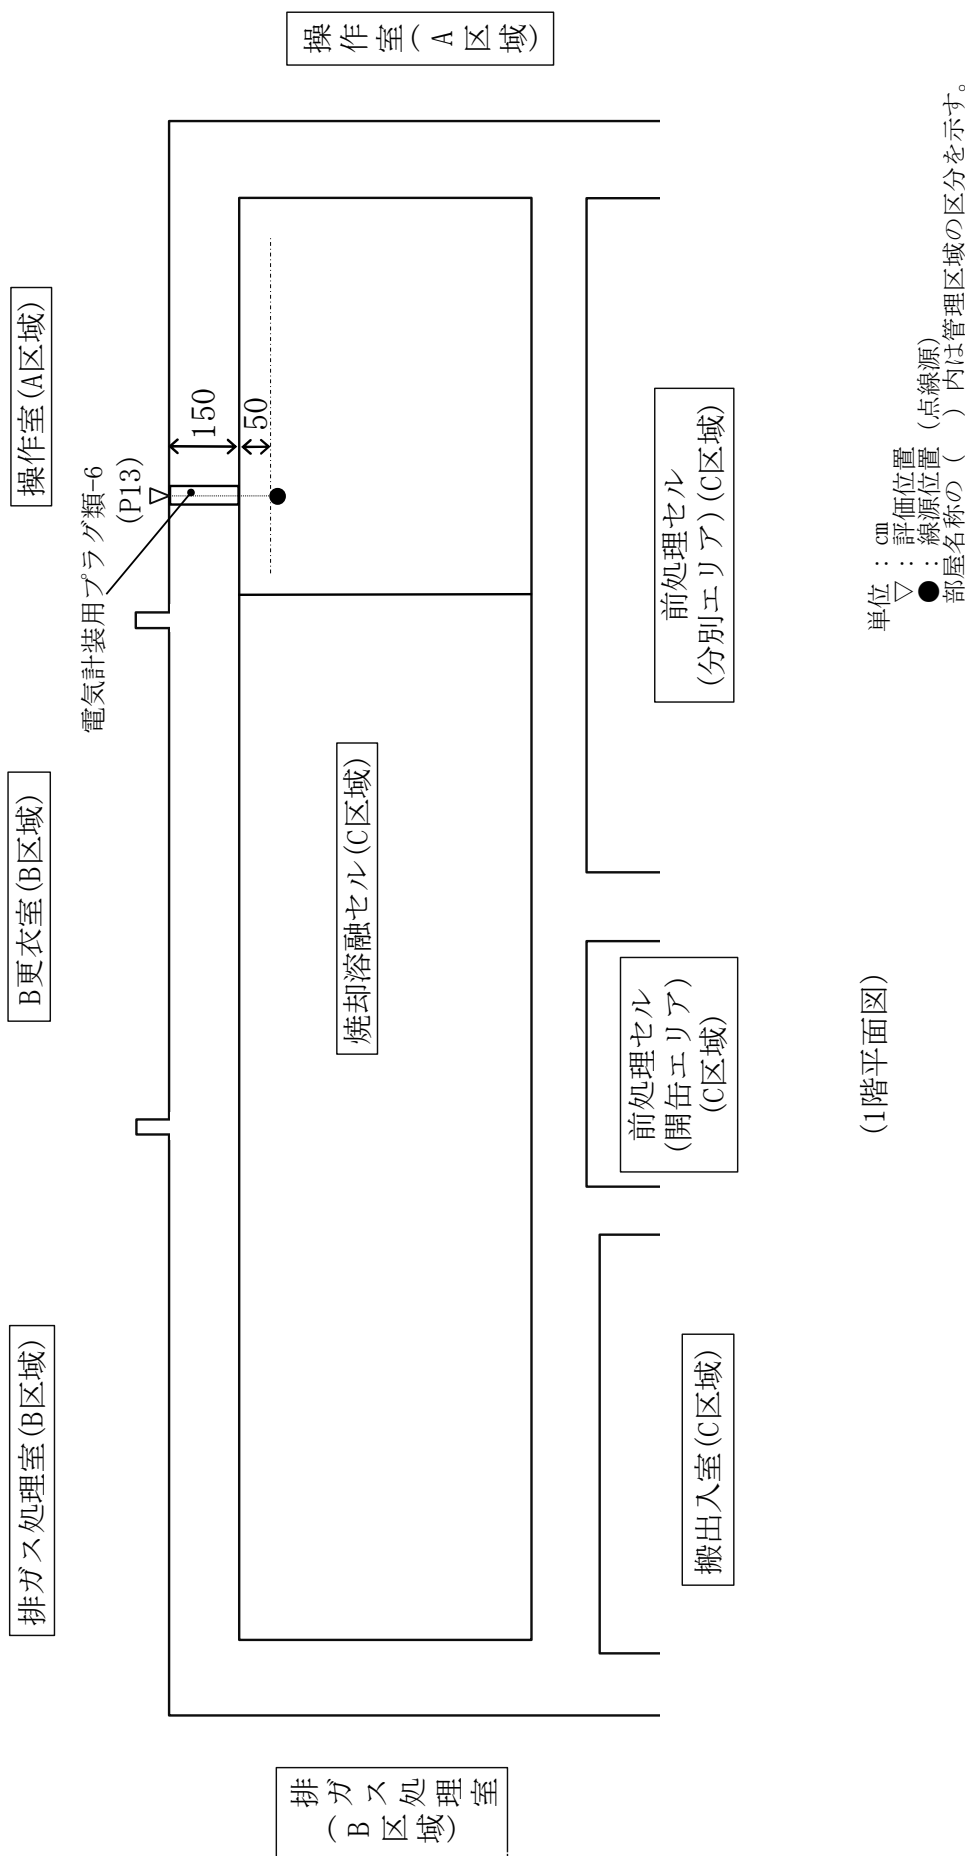 排ガス処理室(B区域)
B更衣室(B区域)
操作室(A区域)
電気計装用プラグ類-6
(P13)
150
50
排ガス処理室
(B区域)
焼却溶融セル(C区域)
操作室(A区域)
搬出入室(C区域)
前処理セル
(開缶エリア)
(C区域)
前処理セル
(分別エリア)(C区域)
(1階平面図)
単位：cm
▽：評価位置
●：線源位置 (点線源)
部屋名称の (　) 内は管理区域の区分を示す。